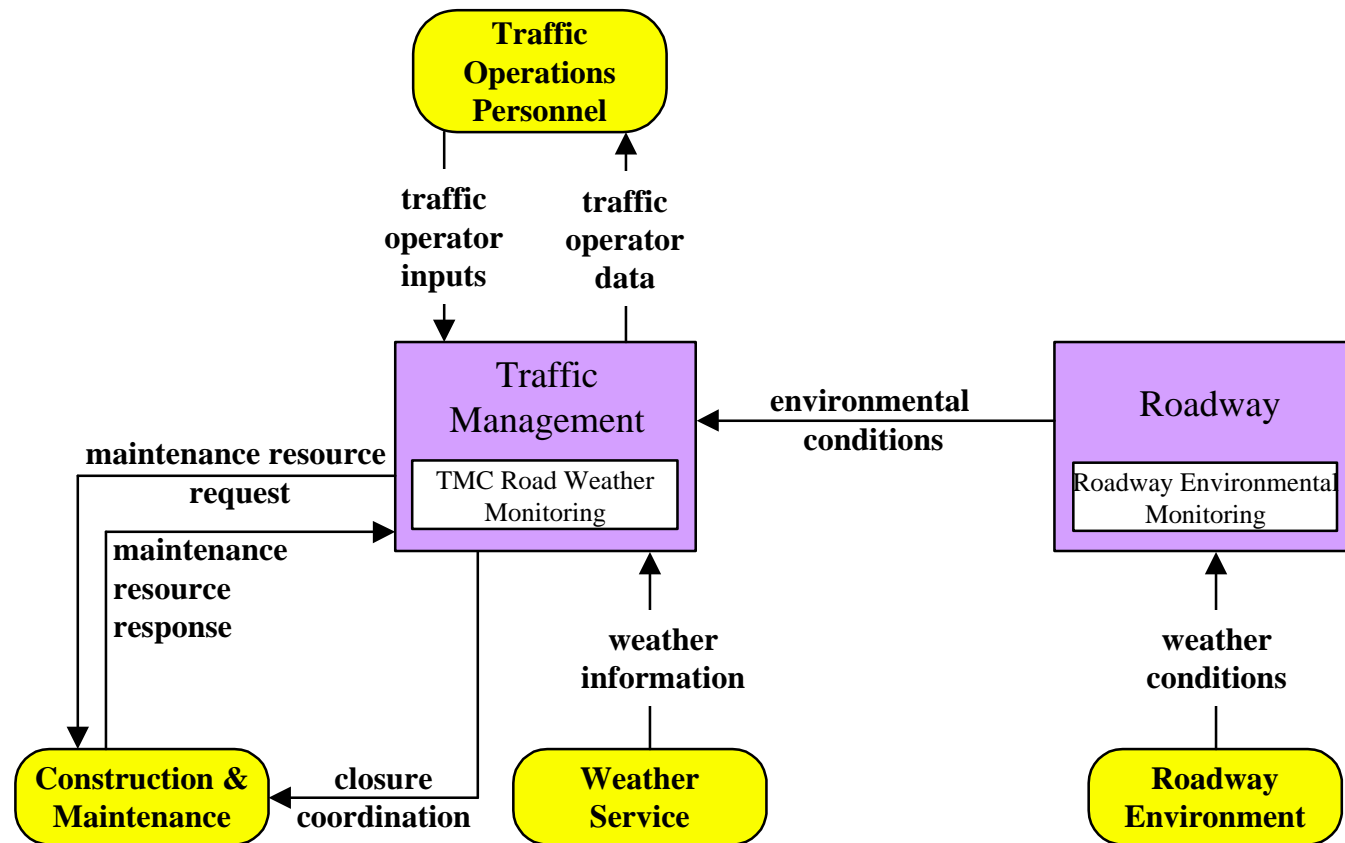 Traffic
Operations
Personnel
traffic
operator
inputs
traffic
operator
data
Traffic
Management
TMC Road Weather
Monitoring
environmental
conditions
Roadway
Roadway Environmental
Monitoring
maintenance resource
request
maintenance
resource
response
weather
information
weather
conditions
Construction &
Maintenance
closure
coordination
Weather
Service
Roadway
Environment